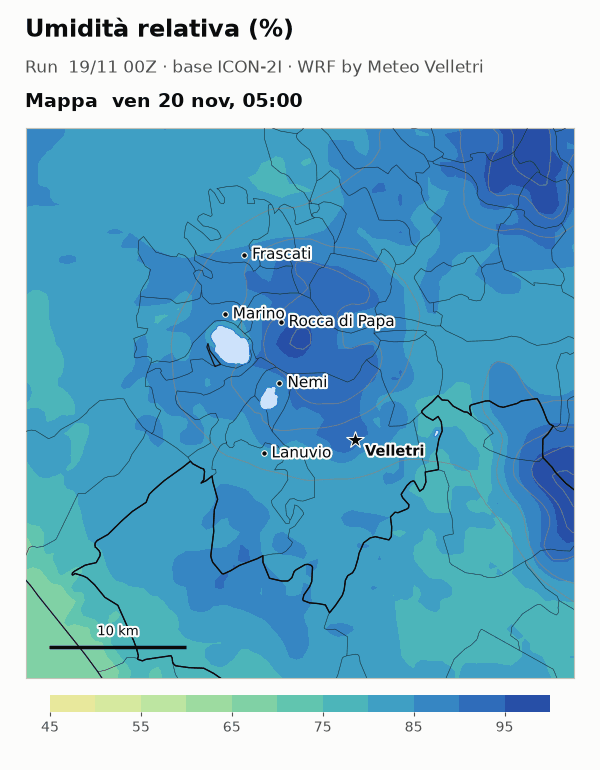 Umidità relativa (%)
Run  19/11 00Z · base ICON-2I · WRF by Meteo Velletri
Mappa  ven 20 nov, 05:00
Frascati
Marino
Rocca di Papa
Nemi
Velletri
Lanuvio
10 km
45 55 65 75 85 95